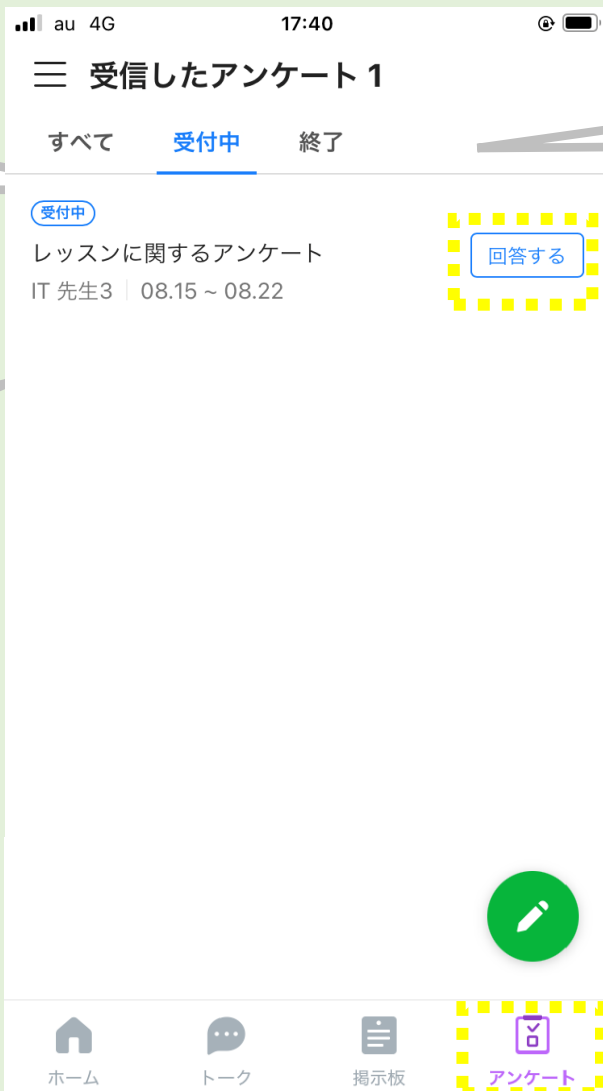 au 4G 17:40
受信したアンケート 1
すべて 受付中 終了
受付中
レッスンに関するアンケート
回答する
IT 先生3 08.15 ~ 08.22
ホーム トーク 掲示板 アンケート